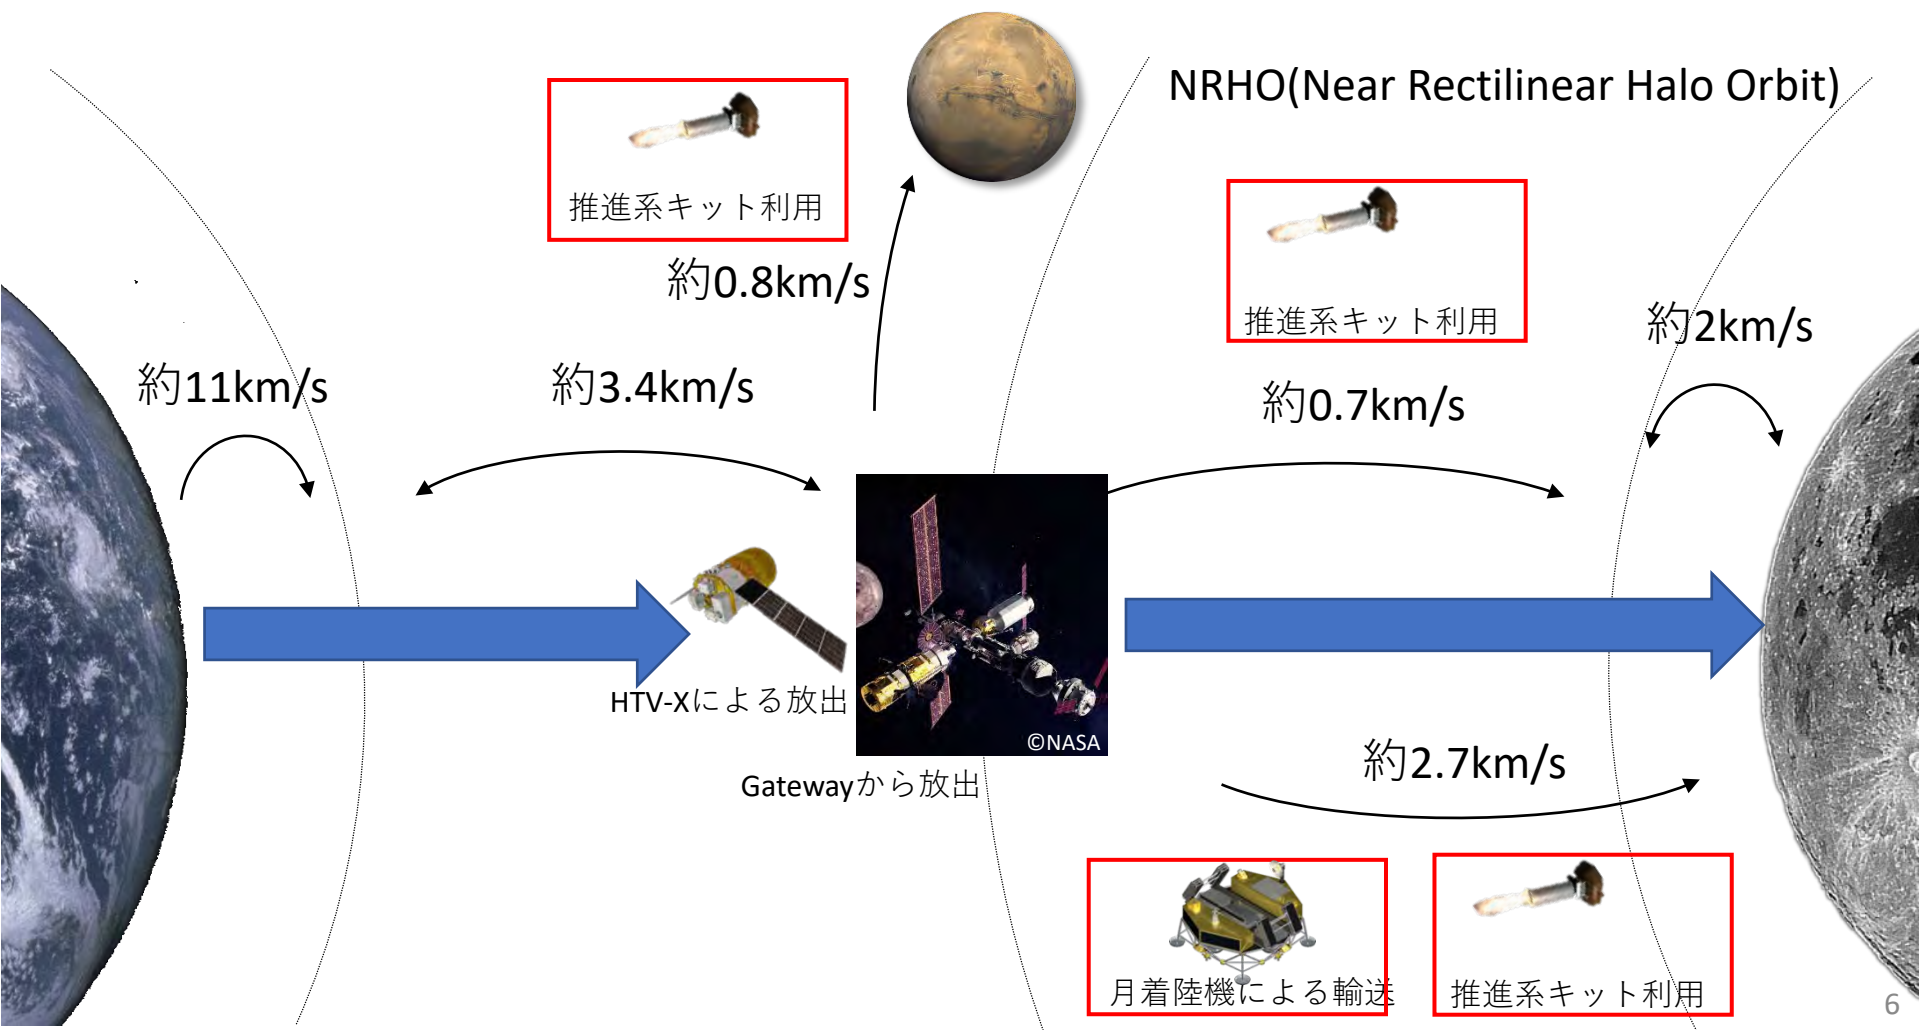 NRHO(Near Rectilinear Halo Orbit)
推進系キット利用
約0.8km/s
推進系キット利用
約2km/s
約11km/s
約3.4km/s
約0.7km/s
HTV-Xによる放出
©NASA
Gatewayから放出
約2.7km/s
月着陸機による輸送
推進系キット利用
6